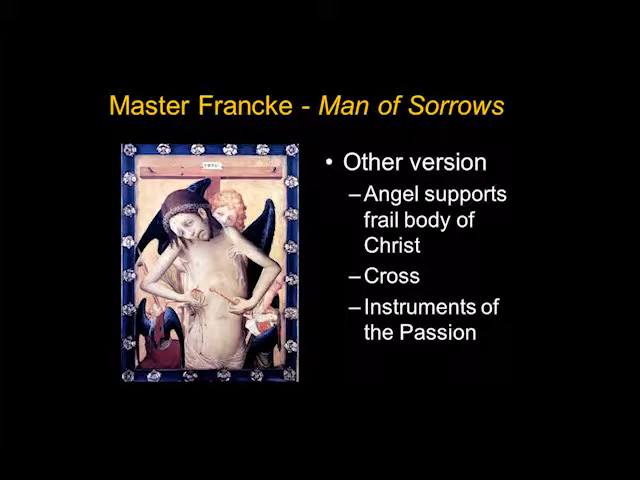 Master Francke - Man of Sorrows
• Other version
–Angel supports
frail body of
Christ
–Cross
–Instruments of
the Passion